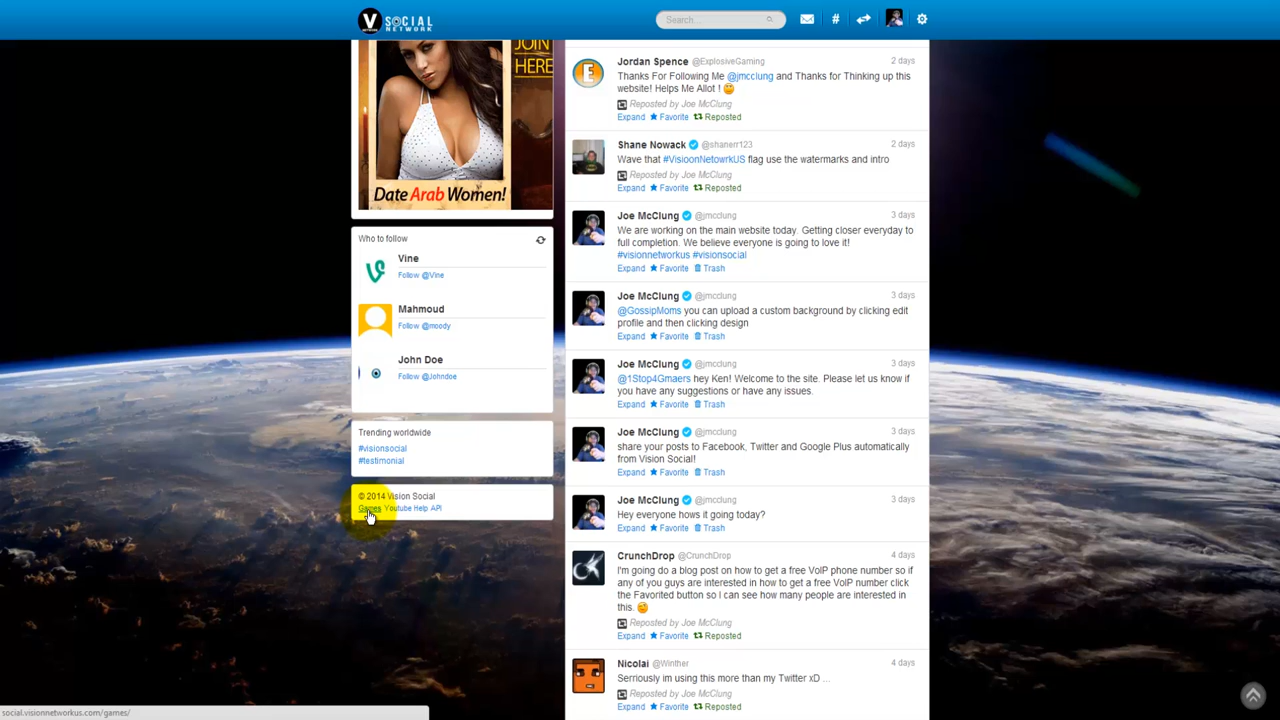 V SOCIAL NETWORK
Search...
#
JOIN
HERE
Date Arab Women!
Who to follow
Vine
Follow @Vine
Mahmoud
Follow @moody
John Doe
Follow @Johndoe
Trending worldwide
#visionsocial
#testimonial
© 2014 Vision Social
Games Youtube Help API
Jordan Spence @ExplosiveGaming 2 days
Thanks For Following Me @jmcclung and Thanks for Thinking up this
website! Helps Me Allot !
Reposted by Joe McClung
Expand Favorite Reposted
Shane Nowack @shanerr123 2 days
Wave that #VisioonNetowrkUS flag use the watermarks and intro
Reposted by Joe McClung
Expand Favorite Reposted
Joe McClung @jmcclung 3 days
We are working on the main website today. Getting closer everyday to
full completion. We believe everyone is going to love it!
#visionnetworkus #visionsocial
Expand Favorite Trash
Joe McClung @jmcclung 3 days
@GossipMoms you can upload a custom background by clicking edit
profile and then clicking design
Expand Favorite Trash
Joe McClung @jmcclung 3 days
@1Stop4Gmaers hey Ken! Welcome to the site. Please let us know if
you have any suggestions or have any issues.
Expand Favorite Trash
Joe McClung @jmcclung 3 days
share your posts to Facebook, Twitter and Google Plus automatically
from Vision Social!
Expand Favorite Trash
Joe McClung @jmcclung 3 days
Hey everyone hows it going today?
Expand Favorite Trash
CrunchDrop @CrunchDrop 4 days
I'm going do a blog post on how to get a free VoIP phone number so if
any of you guys are interested in how to get a free VoIP number click
the Favorited button so I can see how many people are interested in
this.
Reposted by Joe McClung
Expand Favorite Reposted
Nicolai @Winther 4 days
Serriously im using this more than my Twitter xD ...
Reposted by Joe McClung
Expand Favorite Reposted
social.visionnetworkus.com/games/